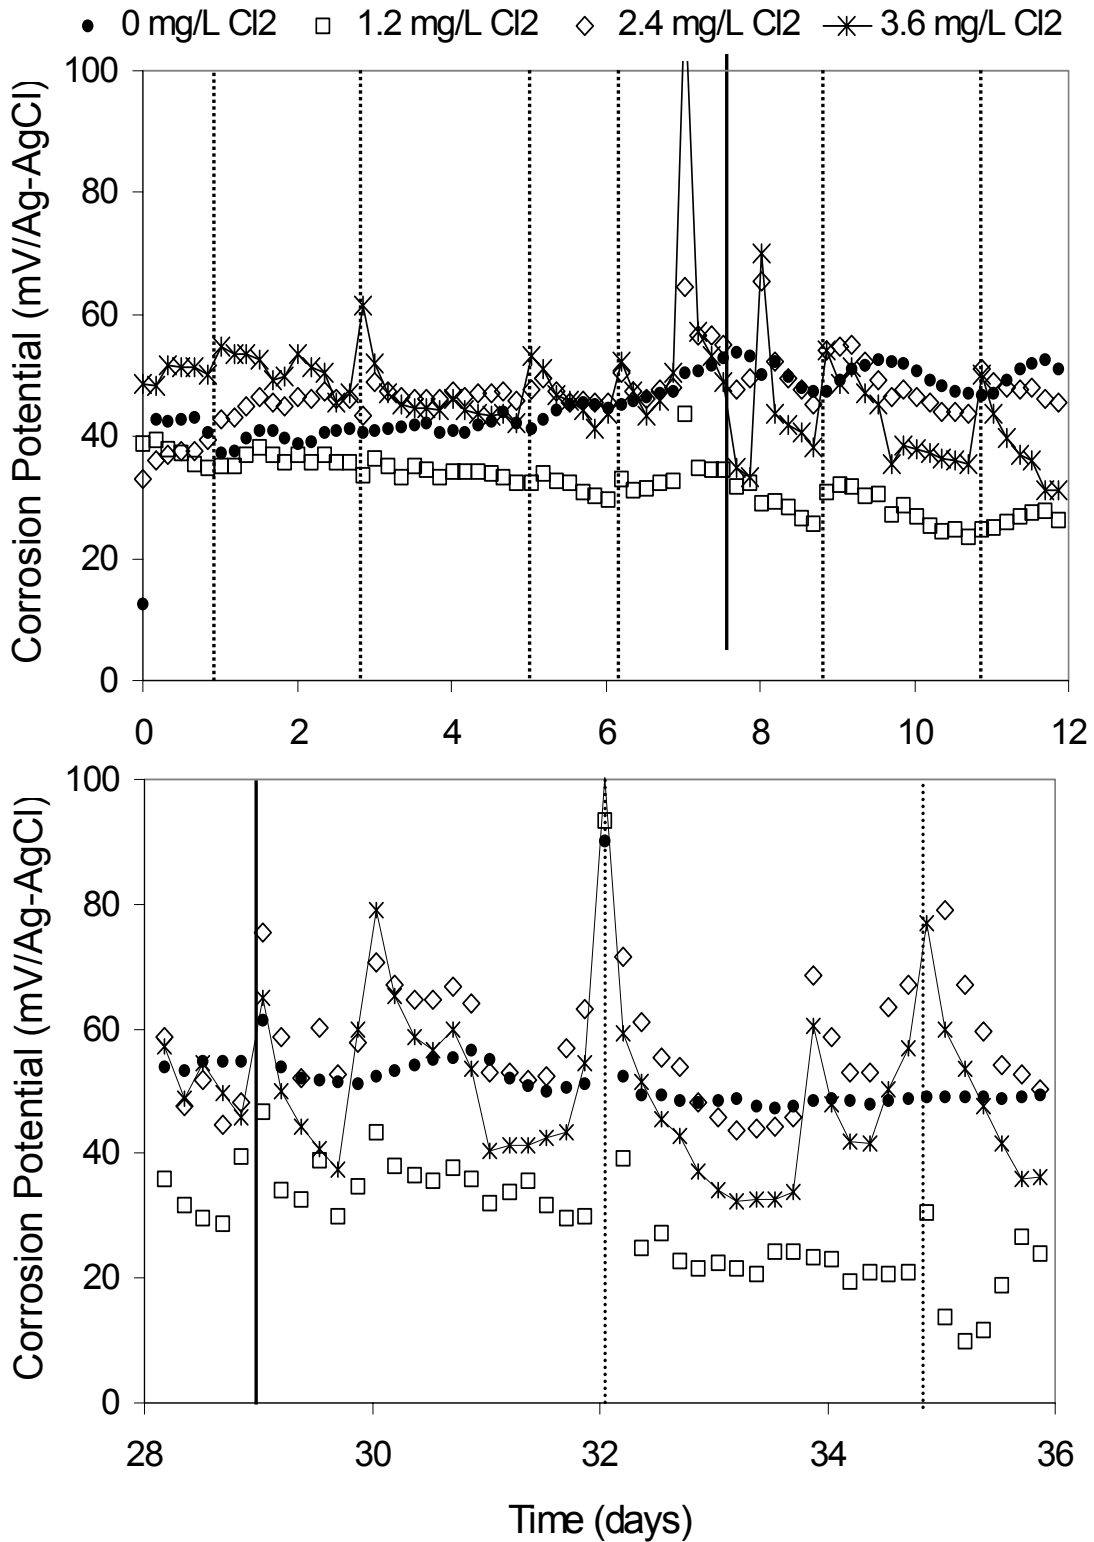 0 mg/L Cl2 1.2 mg/L Cl2 2.4 mg/L Cl2 3.6 mg/L Cl2
Corrosion Potential (mV/Ag-AgCl)
100
80
60
40
20
0
0 2 4 6 8 10 12
Corrosion Potential (mV/Ag-AgCl)
100
80
60
40
20
0
28 30 32 34 36
Time (days)